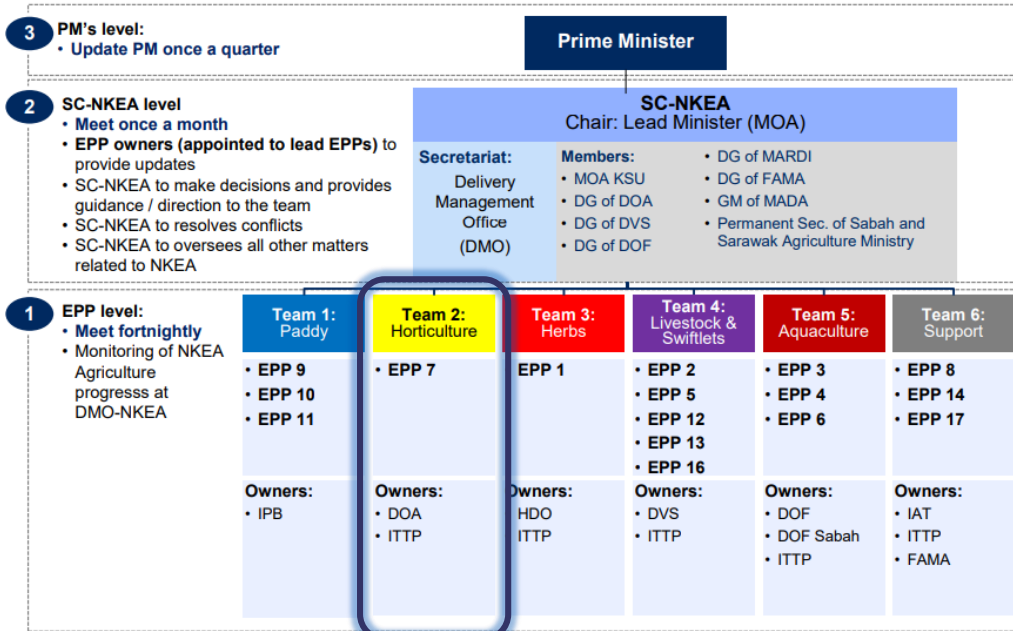 3
PM's level:
• Update PM once a quarter
Prime Minister
2
SC-NKEA level
• Meet once a month
• EPP owners (appointed to lead EPPs) to
provide updates
• SC-NKEA to make decisions and provides
guidance / direction to the team
• SC-NKEA to resolves conflicts
• SC-NKEA to oversees all other matters
related to NKEA
SC-NKEA
Chair: Lead Minister (MOA)
Secretariat:
Delivery
Management
Office
(DMO)
Members:
• MOA KSU
• DG of DOA
• DG of DVS
• DG of DOF
• DG of MARDI
• DG of FAMA
• GM of MADA
• Permanent Sec. of Sabah and
Sarawak Agriculture Ministry
1
EPP level:
• Meet fortnightly
• Monitoring of NKEA
Agriculture
progresss at
DMO-NKEA
Team 1:
Paddy
• EPP 9
• EPP 10
• EPP 11
Owners:
• IPB
Team 2:
Horticulture
• EPP 7
Owners:
• DOA
• ITTP
Team 3:
Herbs
EPP 1
Owners:
HDO
ITTP
Team 4:
Livestock &
Swiftlets
• EPP 2
• EPP 5
• EPP 12
• EPP 13
• EPP 16
Owners:
• DVS
• ITTP
Team 5:
Aquaculture
• EPP 3
• EPP 4
• EPP 6
Owners:
• DOF
• DOF Sabah
• ITTP
Team 6:
Support
• EPP 8
• EPP 14
• EPP 17
Owners:
• IAT
• ITTP
• FAMA